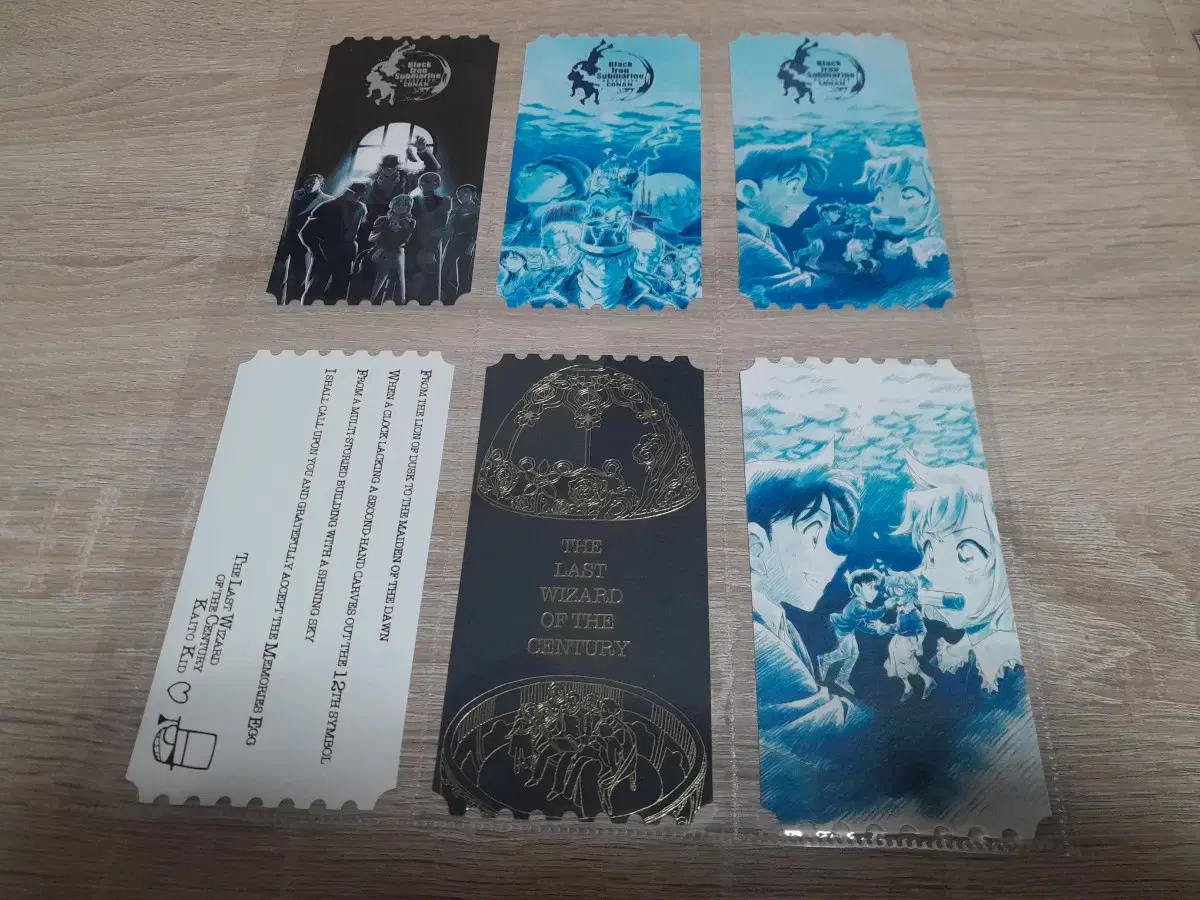 Black
Iron
Submarine
CONAN
Black
Iron
Submarine
CONAN
Black
Iron
Submarine
CONAN
FROM THE LION OF DUSK TO THE MAIDEN OF THE DAWN
WHEN A CLOCK LACKING A SECOND-HAND CARVES OUT THE 12TH SYMBOL
FROM A MULTI-STORIED BUILDING WITH A SHINING SKY
I SHALL CALL UPON YOU AND GRATEFULLY ACCEPT THE MEMORIES EGG
THE LAST WIZARD
OF THE CENTURY
KAITO KID ♡
THE
LAST
WIZARD
OF THE
CENTURY